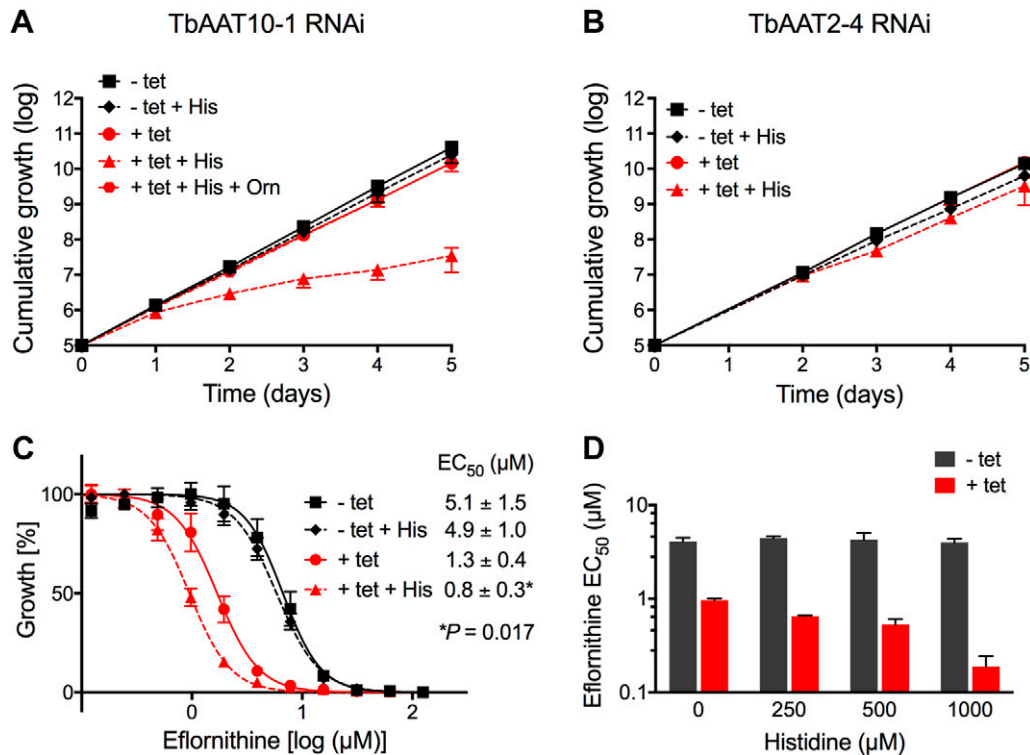 A
TbAAT10-1 RNAi
- tet
- tet + His
+ tet
+ tet + His
+ tet + His + Orn
Cumulative growth (log)
12
11
10
9
8
7
6
5
0 1 2 3 4 5
Time (days)
B
TbAAT2-4 RNAi
- tet
- tet + His
+ tet
+ tet + His
Cumulative growth (log)
12
11
10
9
8
7
6
5
0 1 2 3 4 5
Time (days)
C
EC50 (µM)
- tet 5.1 ± 1.5
- tet + His 4.9 ± 1.0
+ tet 1.3 ± 0.4
+ tet + His 0.8 ± 0.3*
*P = 0.017
Growth [%]
100
50
0
0 1 2
Eflornithine [log (µM)]
D
- tet
+ tet
Eflornithine EC50 (µM)
10
1
0.1
0 250 500 1000
Histidine (µM)